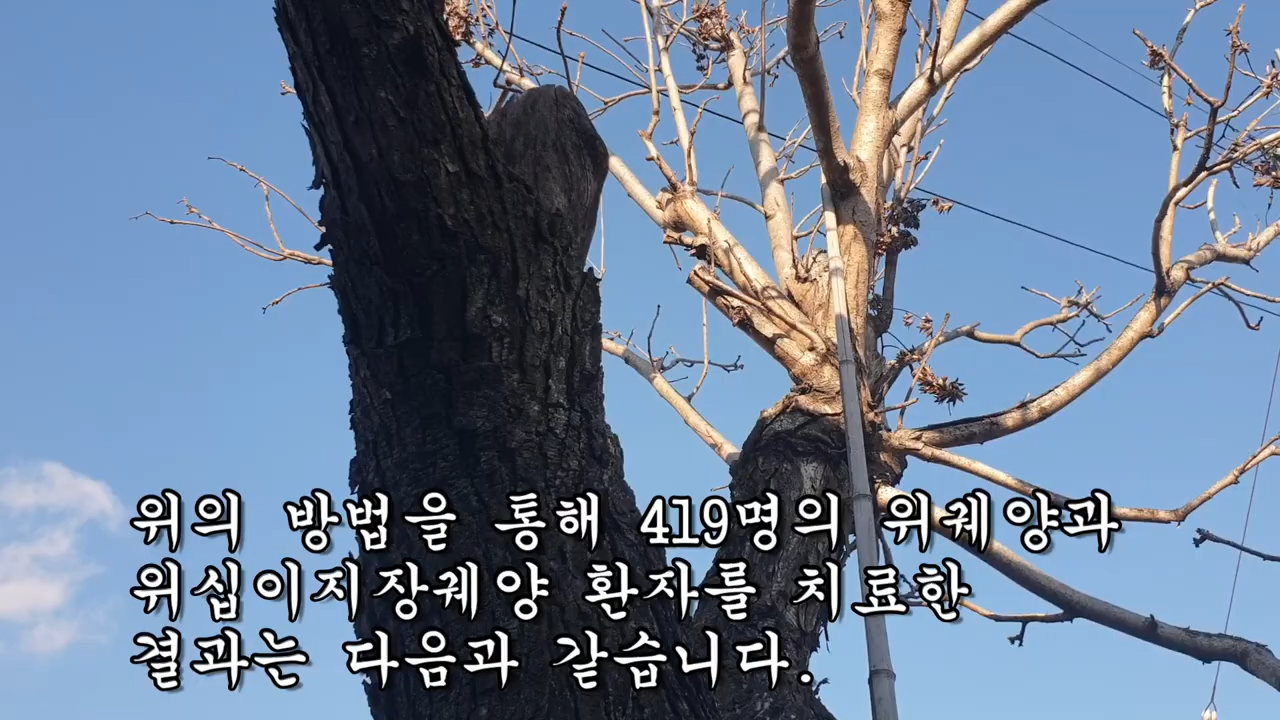 위의 방법을 통해 419명의 위궤양과
위십이지장궤양 환자를 치료한
결과는 다음과 같습니다.